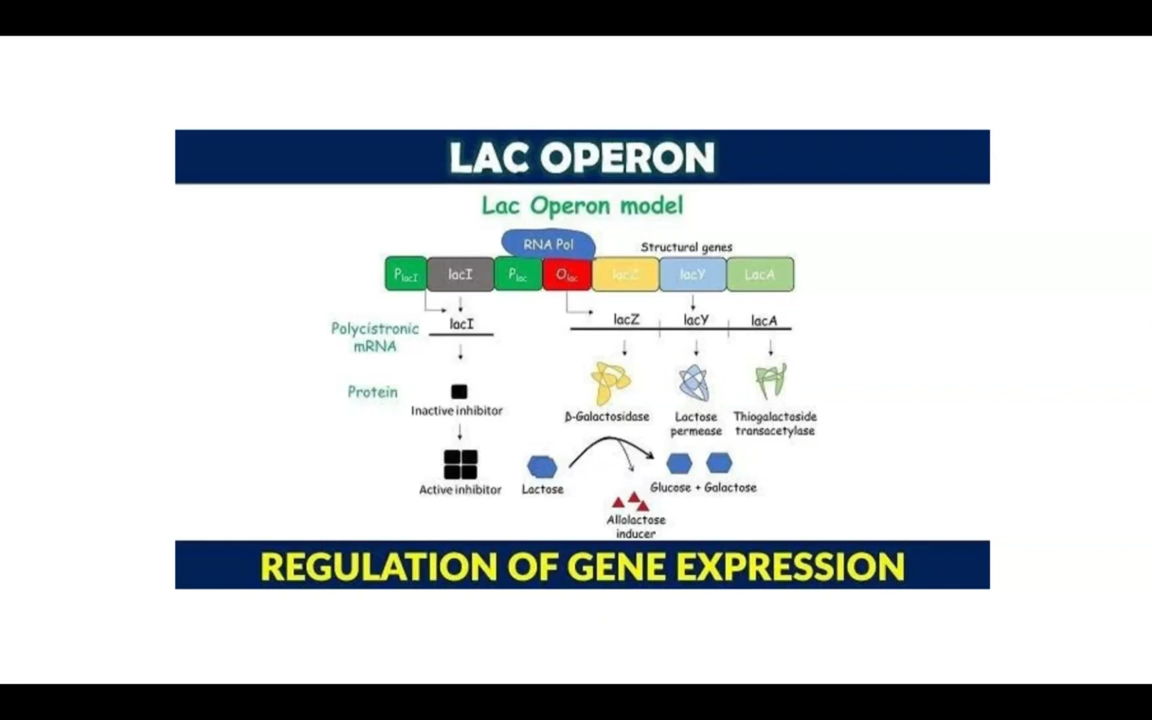 LAC OPERON
Lac Operon model
RNA Pol
Structural genes
PlacI lacI Plac Olac lacZ lacY LacA
lacI lacZ lacY lacA
Polycistronic
mRNA
Protein
Inactive inhibitor
β-Galactosidase
Lactose
permease
Thiogalactoside
transacetylase
Active inhibitor
Lactose
Glucose + Galactose
Allolactose
inducer
REGULATION OF GENE EXPRESSION